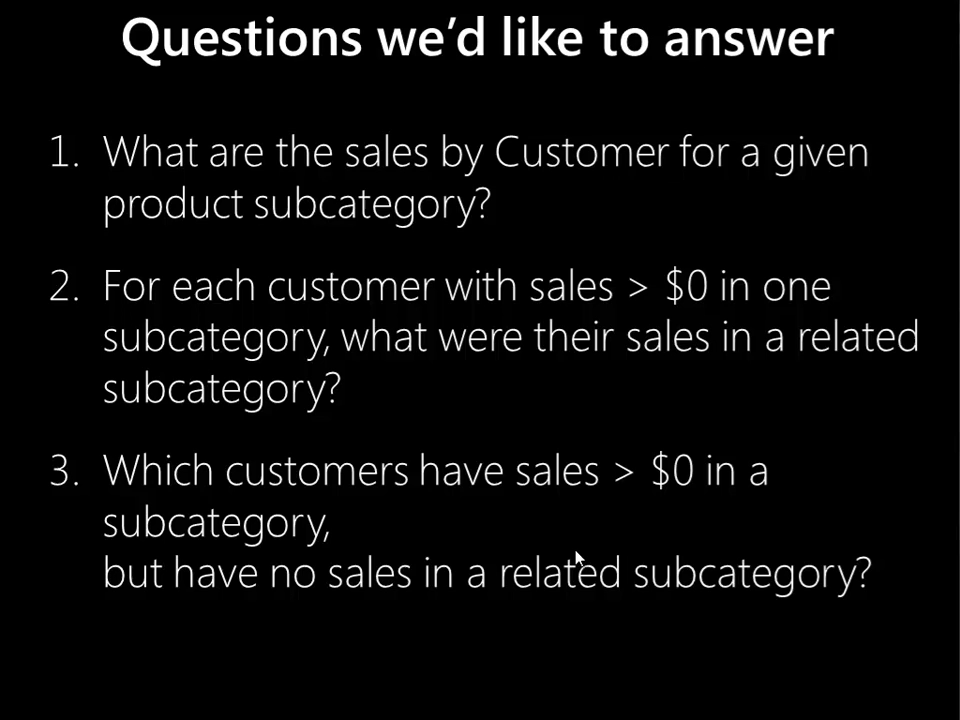 Questions we’d like to answer
1. What are the sales by Customer for a given
product subcategory?
2. For each customer with sales > $0 in one
subcategory, what were their sales in a related
subcategory?
3. Which customers have sales > $0 in a
subcategory,
but have no sales in a related subcategory?